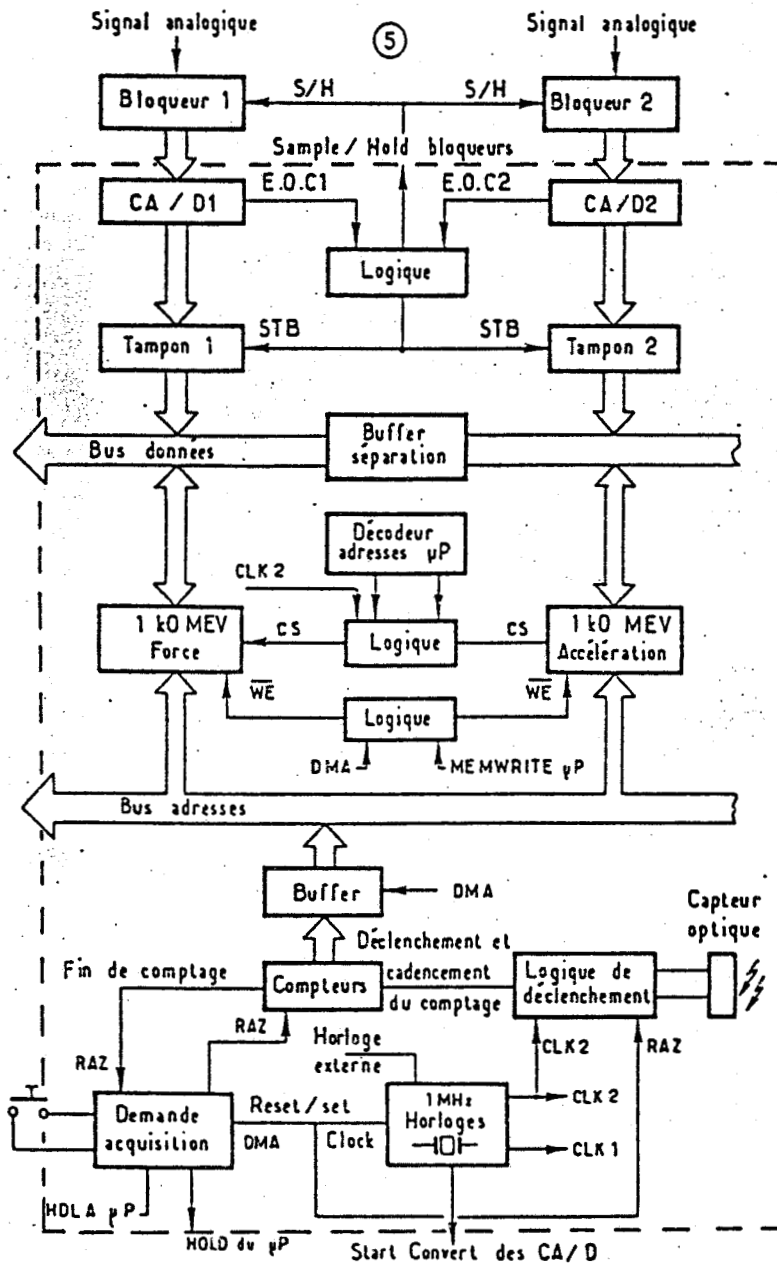 Signal analogique
5
Signal analogique
Bloqueur 1
S/H
S/H
Bloqueur 2
Sample / Hold bloqueurs
CA / D1
E.O.C1
E.O.C2
CA/D2
Logique
Tampon 1
STB
STB
Tampon 2
Bus données
Buffer
séparation
Décodeur
adresses µP
CLK 2
1 kO MEV
Force
CS
Logique
CS
1 kO MEV
Accélération
WE
Logique
WE
DMA
MEMWRITE µP
Bus adresses
Buffer
DMA
Capteur
optique
Déclenchement et
cadencement
du comptage
Fin de comptage
Compteurs
Logique de
déclenchement
RAZ
RAZ
Horloge
externe
CLK2
RAZ
Demande
acquisition
Reset/set
DMA
Clock
1 MHz
Horloges
CLK2
CLK1
HDLA µP
HOLD du µP
Start Convert des CA/D